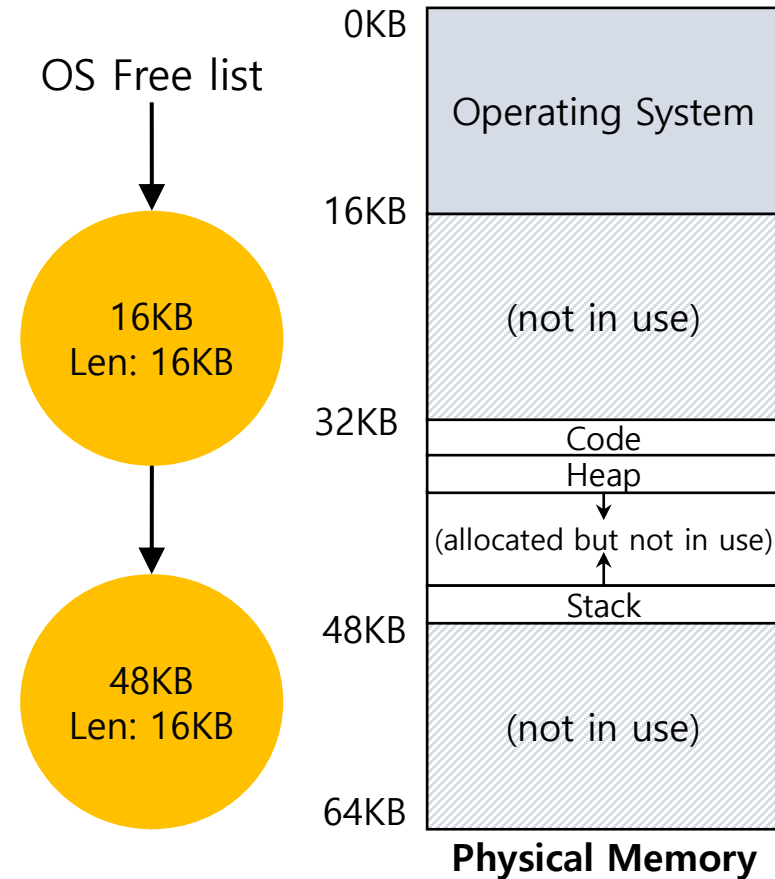 OS Free list
16KB
Len: 16KB
48KB
Len: 16KB
0KB
Operating System
16KB
(not in use)
32KB
Code
Heap
(allocated but not in use)
Stack
48KB
(not in use)
64KB
Physical Memory